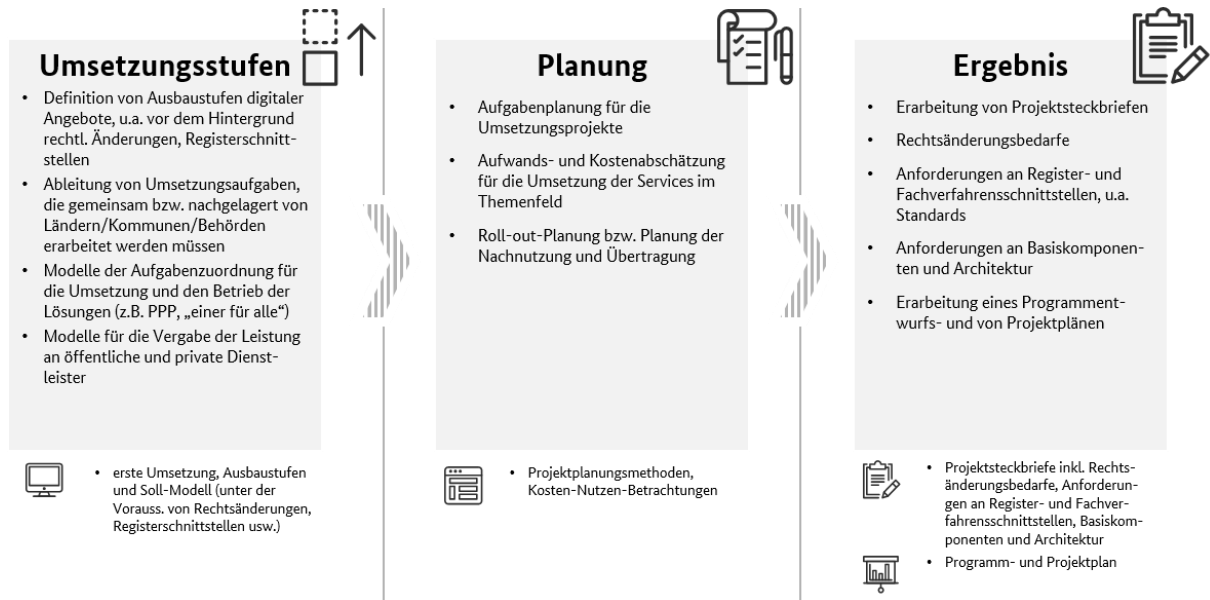 Umsetzungsstufen
• Definition von Ausbaustufen digitaler
Angebote, u.a. vor dem Hintergrund
rechtl. Änderungen, Registerschnitt-
stellen
• Ableitung von Umsetzungsaufgaben,
die gemeinsam bzw. nachgelagert von
Ländern/Kommunen/Behörden
erarbeitet werden müssen
• Modelle der Aufgabenzuordnung für
die Umsetzung und den Betrieb der
Lösungen (z.B. PPP, „einer für alle“)
• Modelle für die Vergabe der Leistung
an öffentliche und private Dienst-
leister
• erste Umsetzung, Ausbaustufen
und Soll-Modell (unter der
Vorauss. von Rechtsänderungen,
Registerschnittstellen usw.)
Planung
• Aufgabenplanung für die
Umsetzungsprojekte
• Aufwands- und Kostenabschätzung
für die Umsetzung der Services im
Themenfeld
• Roll-out-Planung bzw. Planung der
Nachnutzung und Übertragung
• Projektplanungsmethoden,
Kosten-Nutzen-Betrachtungen
Ergebnis
• Erarbeitung von Projektsteckbriefen
• Rechtsänderungsbedarfe
• Anforderungen an Register- und
Fachverfahrensschnittstellen, u.a.
Standards
• Anforderungen an Basiskomponen-
ten und Architektur
• Erarbeitung eines Programment-
wurfs- und von Projektplänen
• Projektsteckbriefe inkl. Rechts-
änderungsbedarfe, Anforderun-
gen an Register- und Fachver-
fahrensschnittstellen, Basiskom-
ponenten und Architektur
• Programm- und Projektplan